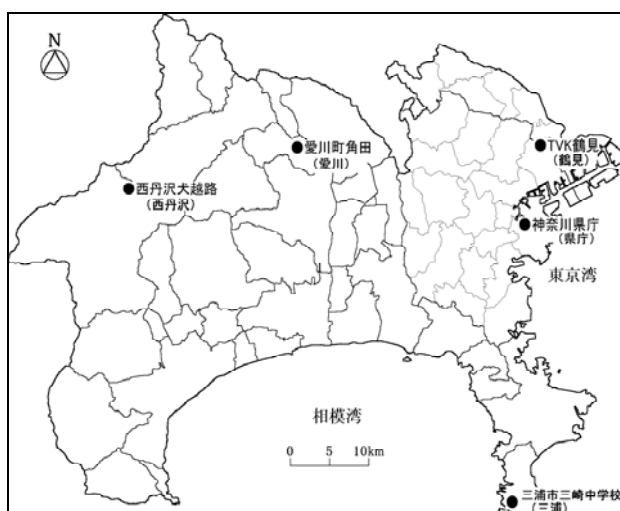 N
愛川町角田
(愛川)
TVK鶴見
(鶴見)
西丹沢犬越路
(西丹沢)
神奈川県庁
(県庁)
東京湾
相模湾
0 5 10km
三浦市三崎中学校
(三浦)